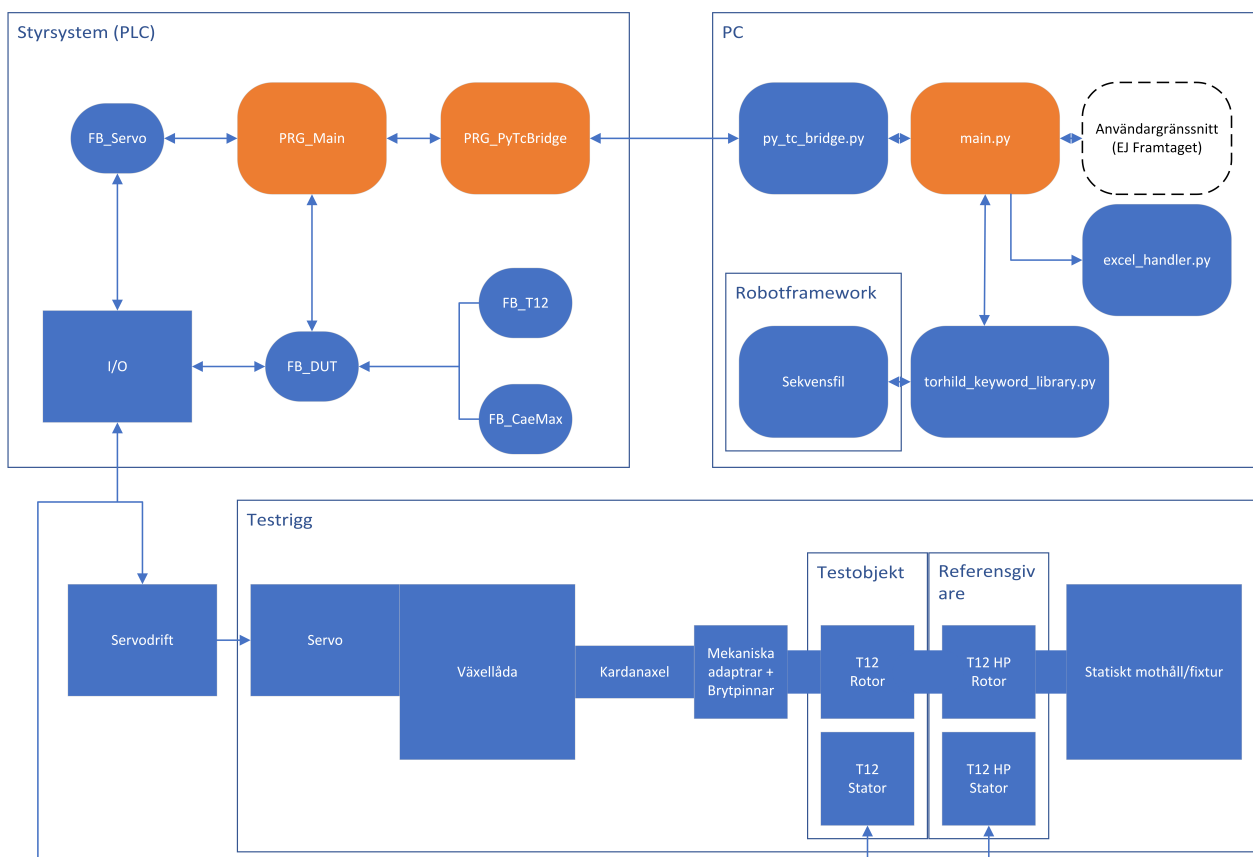 Styrsystem (PLC)
FB_Servo
PRG_Main
PRG_PyTcBridge
I/O
FB_DUT
FB_T12
FB_CaeMax
PC
py_tc_bridge.py
main.py
Användargränssnitt
(EJ Framtaget)
excel_handler.py
Robotframework
Sekvensfil
torhild_keyword_library.py
Testrigg
Servodrift
Servo
Växellåda
Kardanaxel
Mekaniska
adaptrar +
Brytpinnar
Testobjekt
T12
Rotor
T12
Stator
Referensgiv
are
T12 HP
Rotor
T12 HP
Stator
Statiskt mothåll/fixtur